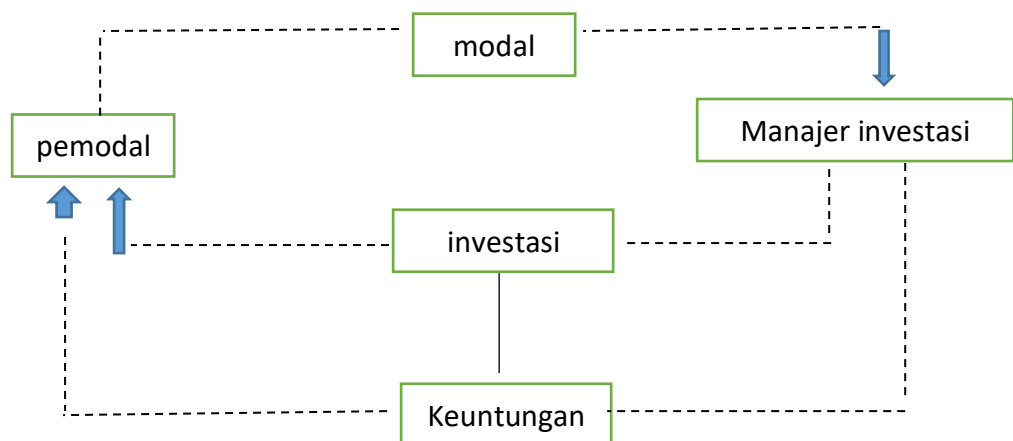 modal
pemodal
Manajer investasi
investasi
Keuntungan